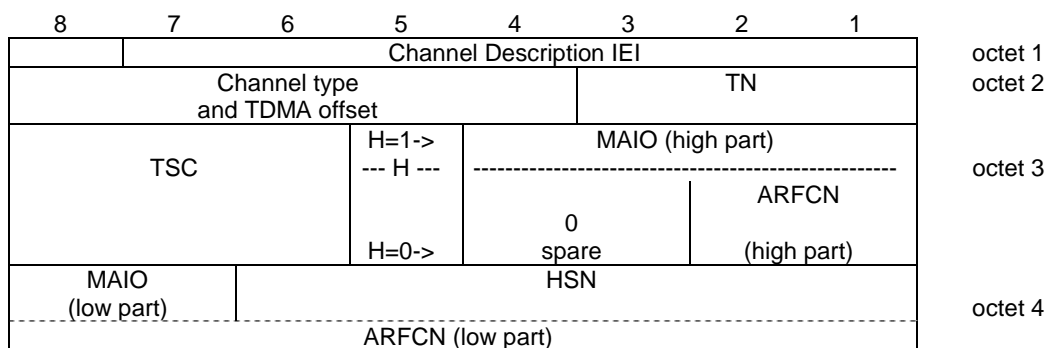 8 7 6 5 4 3 2 1
Channel Description IEI octet 1
Channel type TN octet 2
and TDMA offset
H=1-> MAIO (high part)
TSC --- H --- ------------------------------------------------------ octet 3
ARFCN
0
H=0-> spare (high part)
MAIO HSN
(low part) octet 4
ARFCN (low part)